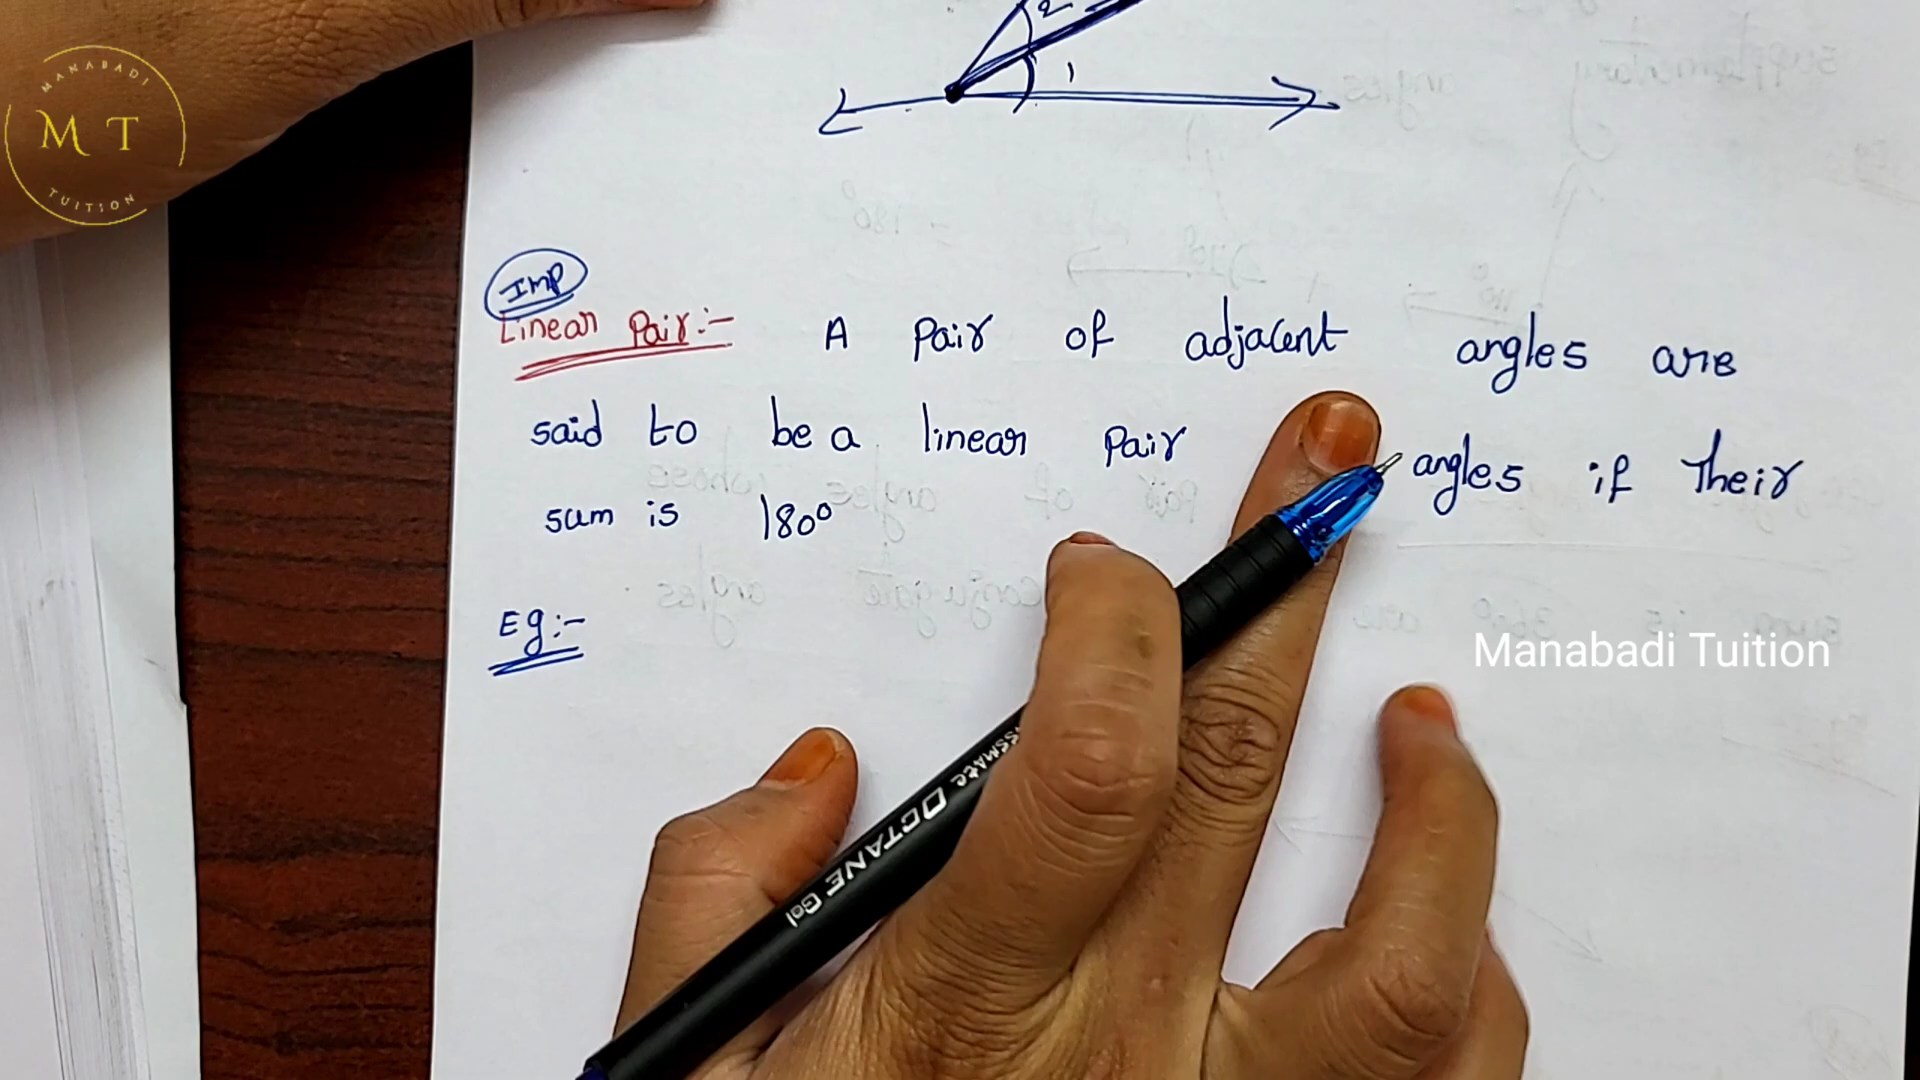 MANABADI
M T
TUITION
2
1
Imp
Linear Pair:- A Pair of adjacent angles are
said to be a linear Pair angles if Their
sum is 180°
Eg:-
Manabadi Tuition
OCTANE Gel